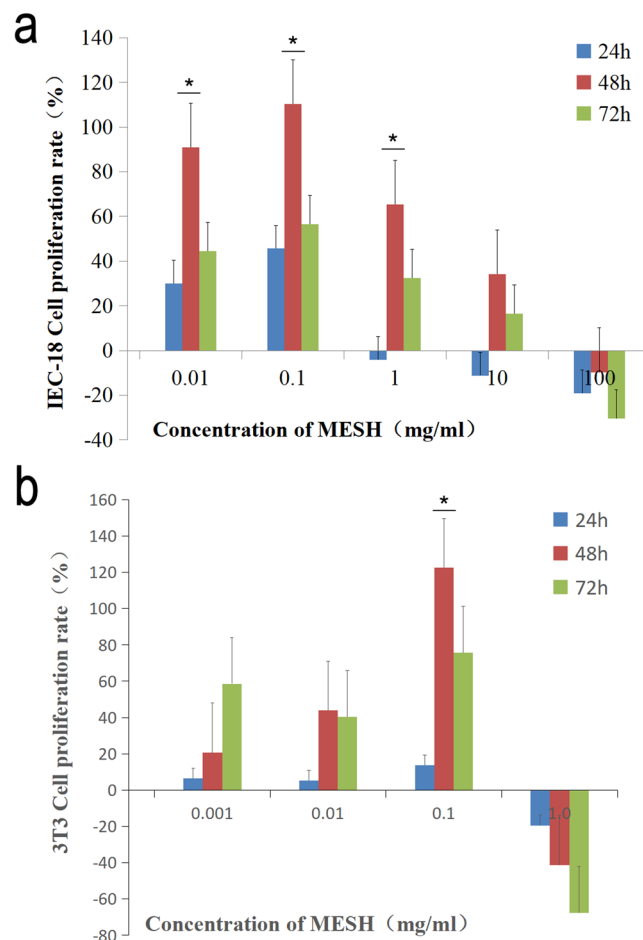 a
IEC-18 Cell proliferation rate（%）
140
120
100
80
60
40
20
0
-20
-40
* * *
24h
48h
72h
0.01 0.1 1 10 100
Concentration of MESH（mg/ml）
b
3T3 Cell proliferation rate（%）
160
140
120
100
80
60
40
20
0
-20
-40
-60
-80
*
24h
48h
72h
0.001 0.01 0.1 1.0
Concentration of MESH（mg/ml）